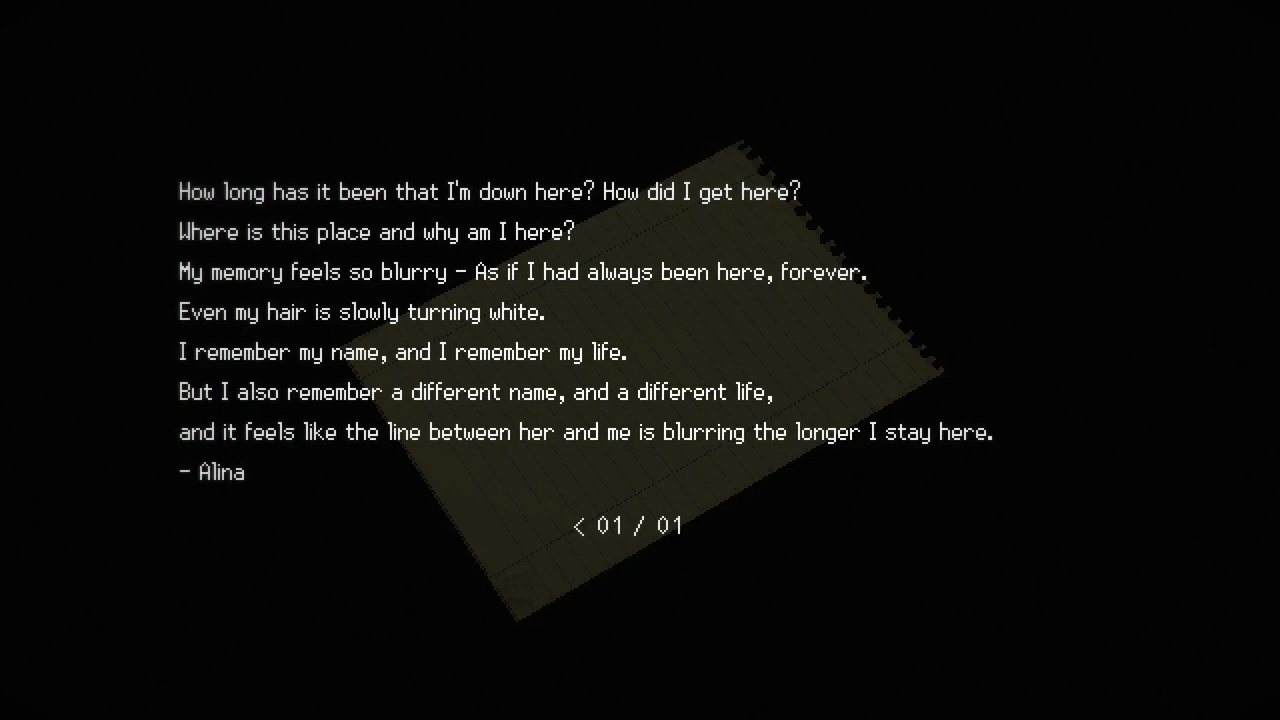 How long has it been that I'm down here? How did I get here?
Where is this place and why am I here?
My memory feels so blurry - As if I had always been here, forever.
Even my hair is slowly turning white.
I remember my name, and I remember my life.
But I also remember a different name, and a different life,
and it feels like the line between her and me is blurring the longer I stay here.
- Alina
< 01 / 01